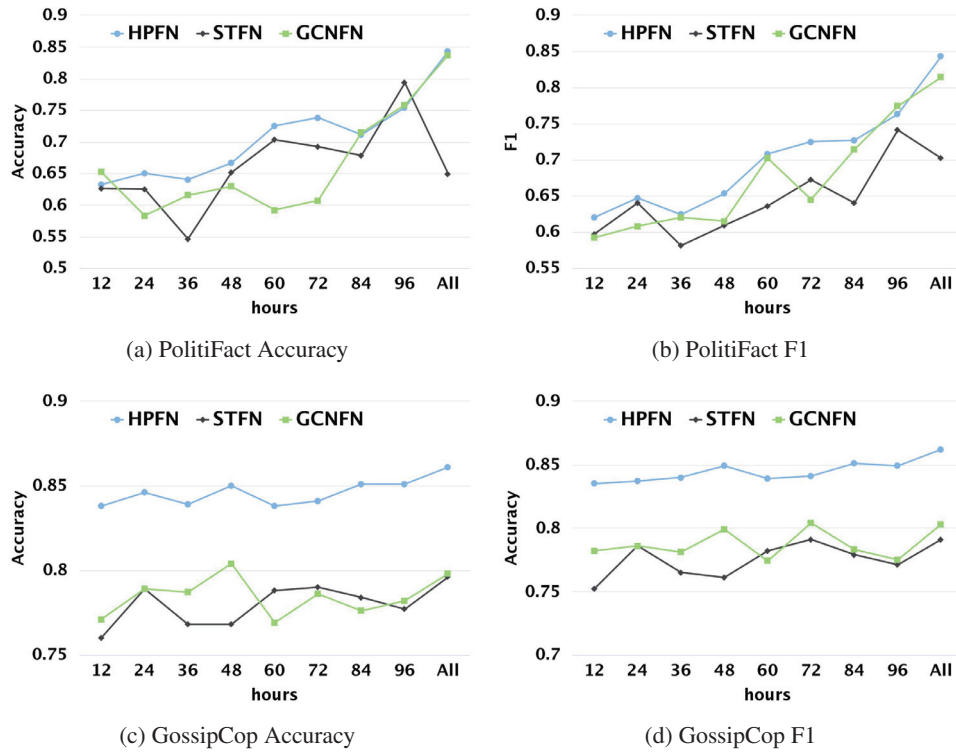 0.9
HPFN STFN GCNFN
0.85
0.8
0.75
0.7
0.65
0.6
0.55
0.5
Accuracy
12 24 36 48 60 72 84 96 All
hours
(a) PolitiFact Accuracy
0.9
HPFN STFN GCNFN
0.85
0.8
0.75
0.7
0.65
0.6
0.55
F1
12 24 36 48 60 72 84 96 All
hours
(b) PolitiFact F1
0.9
HPFN STFN GCNFN
0.85
0.8
0.75
Accuracy
12 24 36 48 60 72 84 96 All
hours
(c) GossipCop Accuracy
0.9
HPFN STFN GCNFN
0.85
0.8
0.75
0.7
Accuracy
12 24 36 48 60 72 84 96 All
hours
(d) GossipCop F1